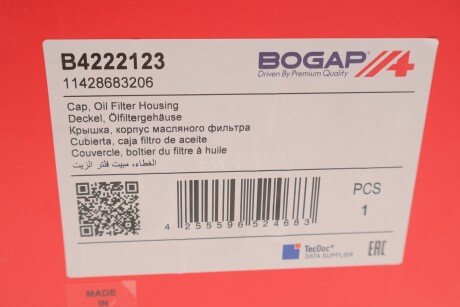 B4222123
11428683206
BOGAP
Driven By Premium Quality
Cap, Oil Filter Housing
Deckel, Ölfiltergehäuse
Крышка, корпус масляного фильтра
Cubierta, caja filtro de aceite
Couvercle, boîtier du filtre à huile
الغطاء، مبيت فلتر الزيت
PCS
1
4 255596 524683
TecDoc®
DATA SUPPLIER
EAC
MADE
IN